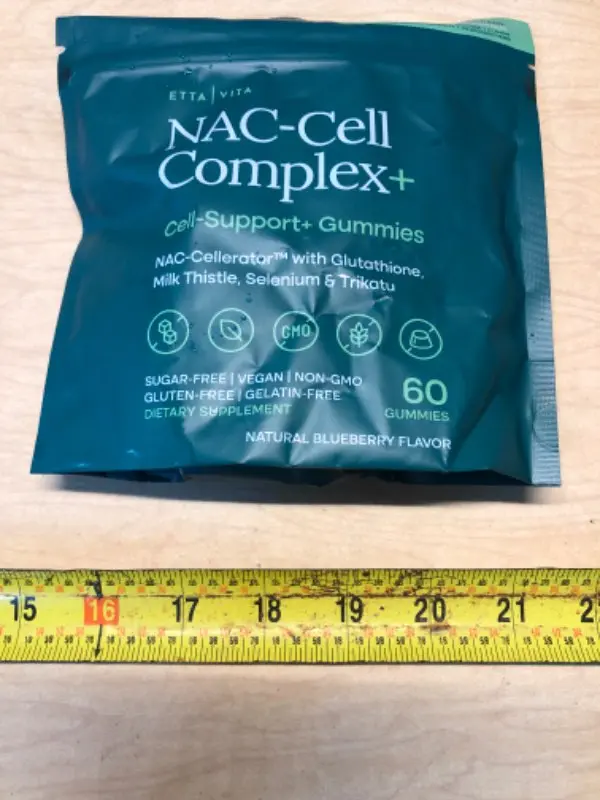 ETTA | VITA
NAC-Cell
Complex+
Cell-Support+ Gummies
NAC-Cellerator™ with Glutathione,
Milk Thistle, Selenium & Trikatu
GMO
SUGAR-FREE | VEGAN | NON-GMO
GLUTEN-FREE | GELATIN-FREE
DIETARY SUPPLEMENT
60
GUMMIES
NATURAL BLUEBERRY FLAVOR
15 16 17 18 19 20 21